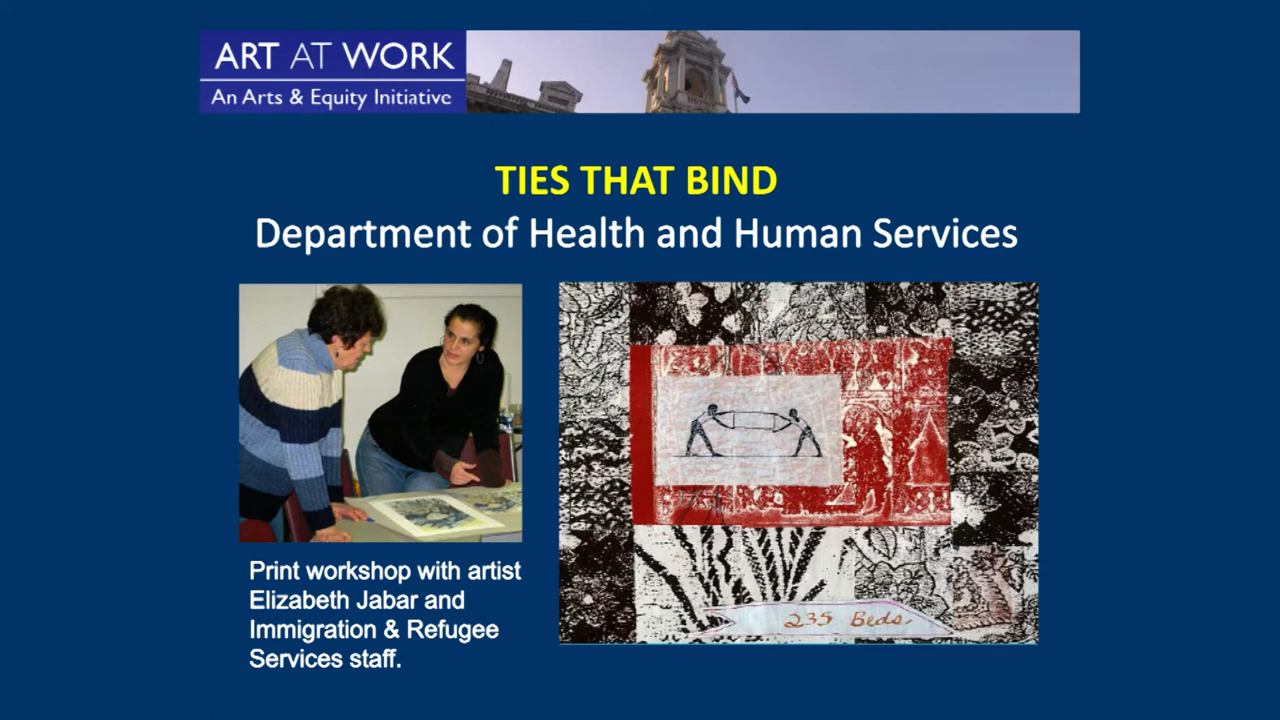 ART AT WORK
An Arts & Equity Initiative
TIES THAT BIND
Department of Health and Human Services
Print workshop with artist
Elizabeth Jabar and
Immigration & Refugee
Services staff.
235 Beds.